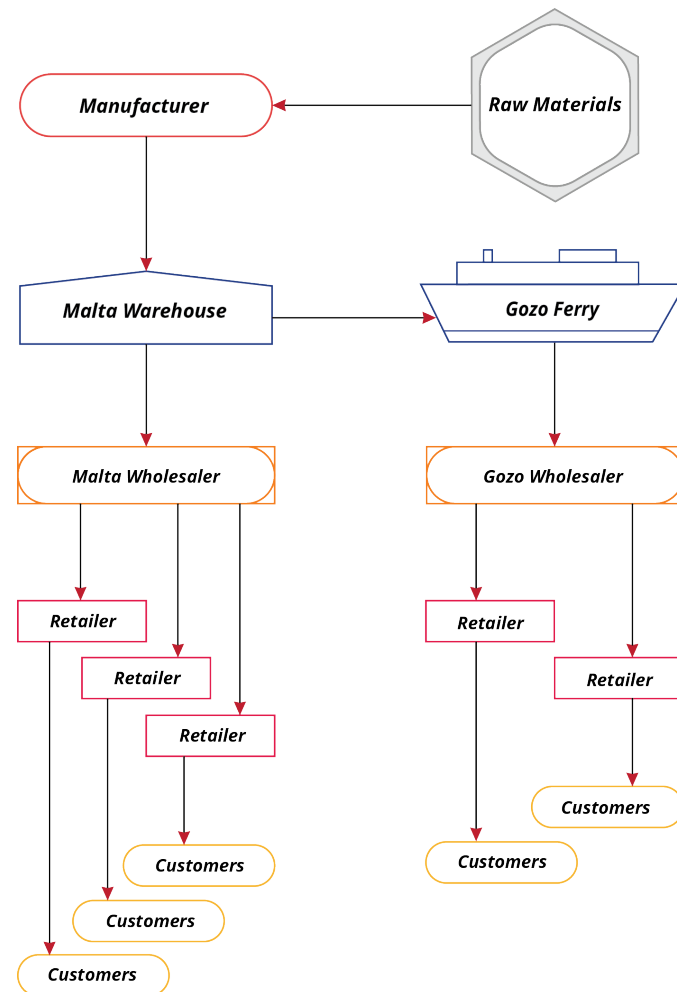 Manufacturer
Raw Materials
Malta Warehouse
Gozo Ferry
Malta Wholesaler
Gozo Wholesaler
Retailer
Retailer
Retailer
Retailer
Retailer
Customers
Customers
Customers
Customers
Customers